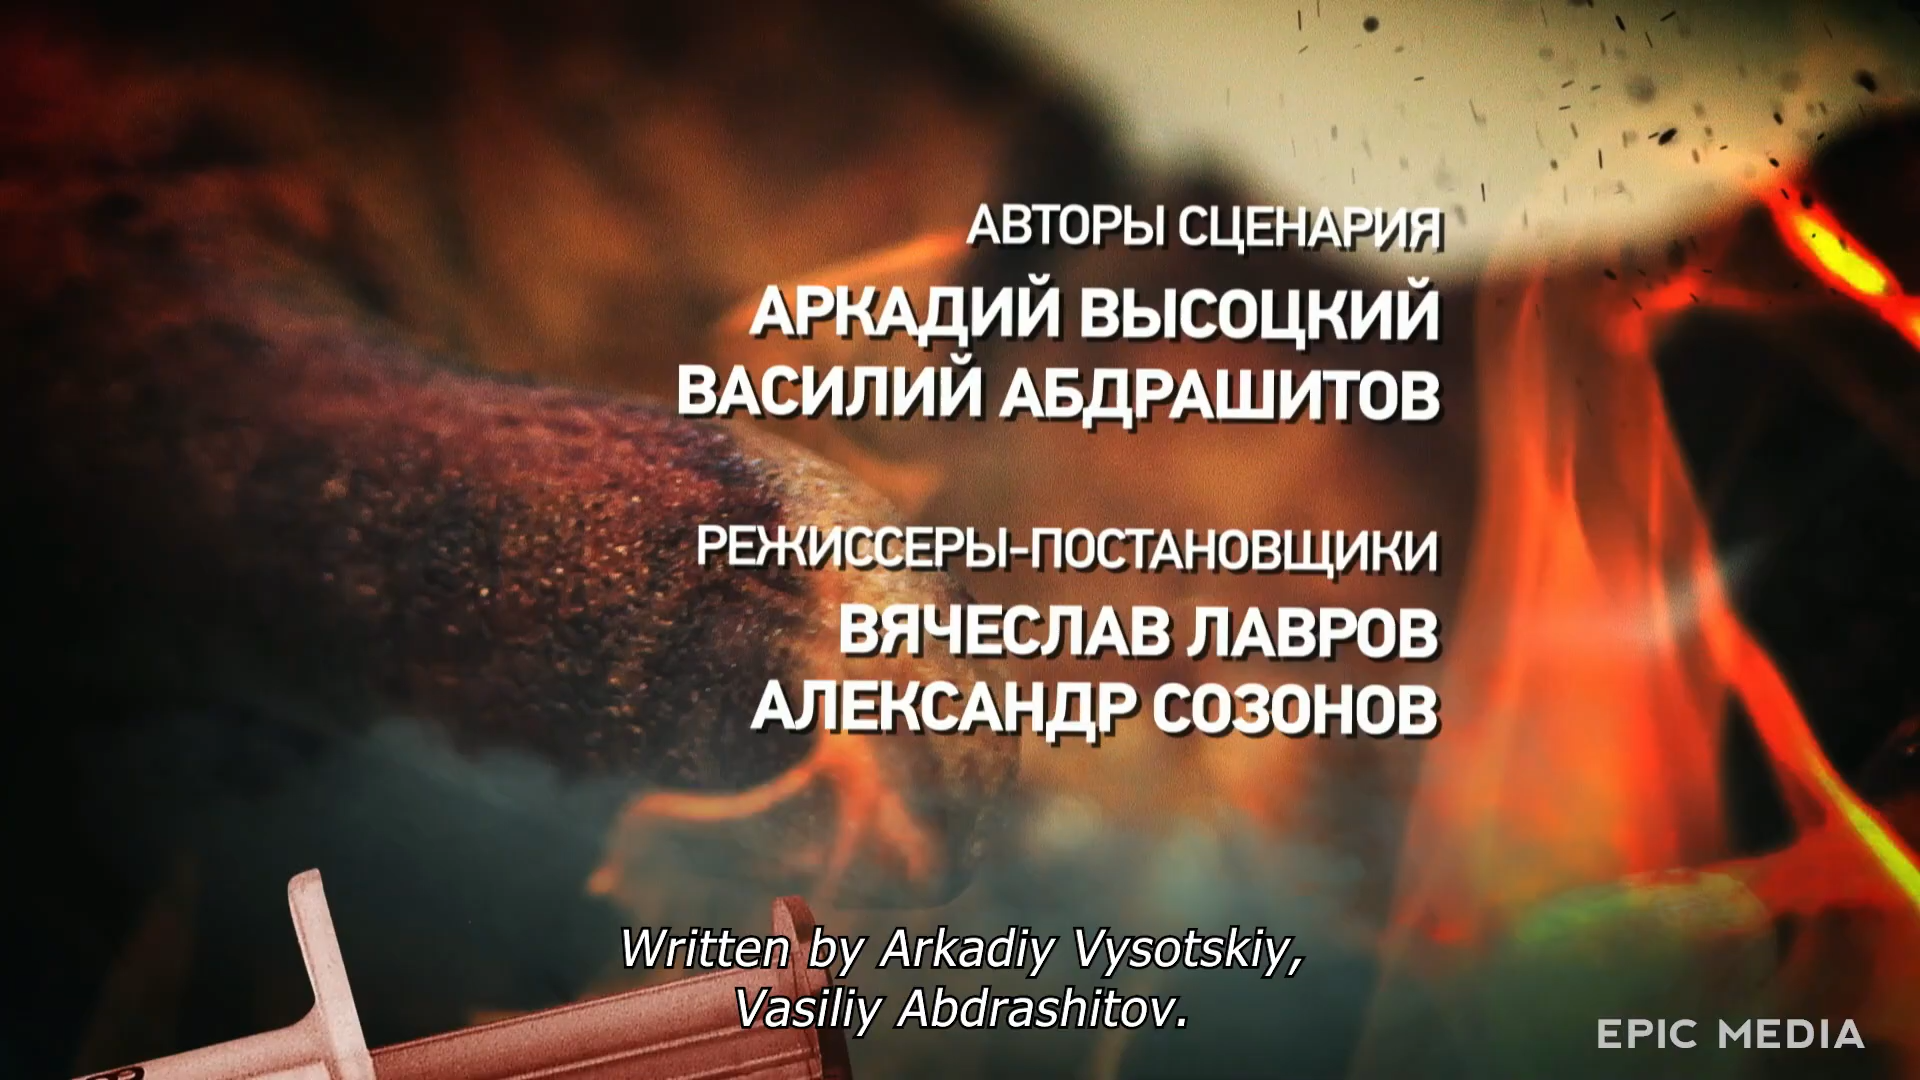 АВТОРЫ СЦЕНАРИЯ
АРКАДИЙ ВЫСОЦКИЙ
ВАСИЛИЙ АБДРАШИТОВ
РЕЖИССЕРЫ-ПОСТАНОВЩИКИ
ВЯЧЕСЛАВ ЛАВРОВ
АЛЕКСАНДР СОЗОНОВ
Written by Arkadiy Vysotskiy,
Vasiliy Abdrashitov.
EPIC MEDIA